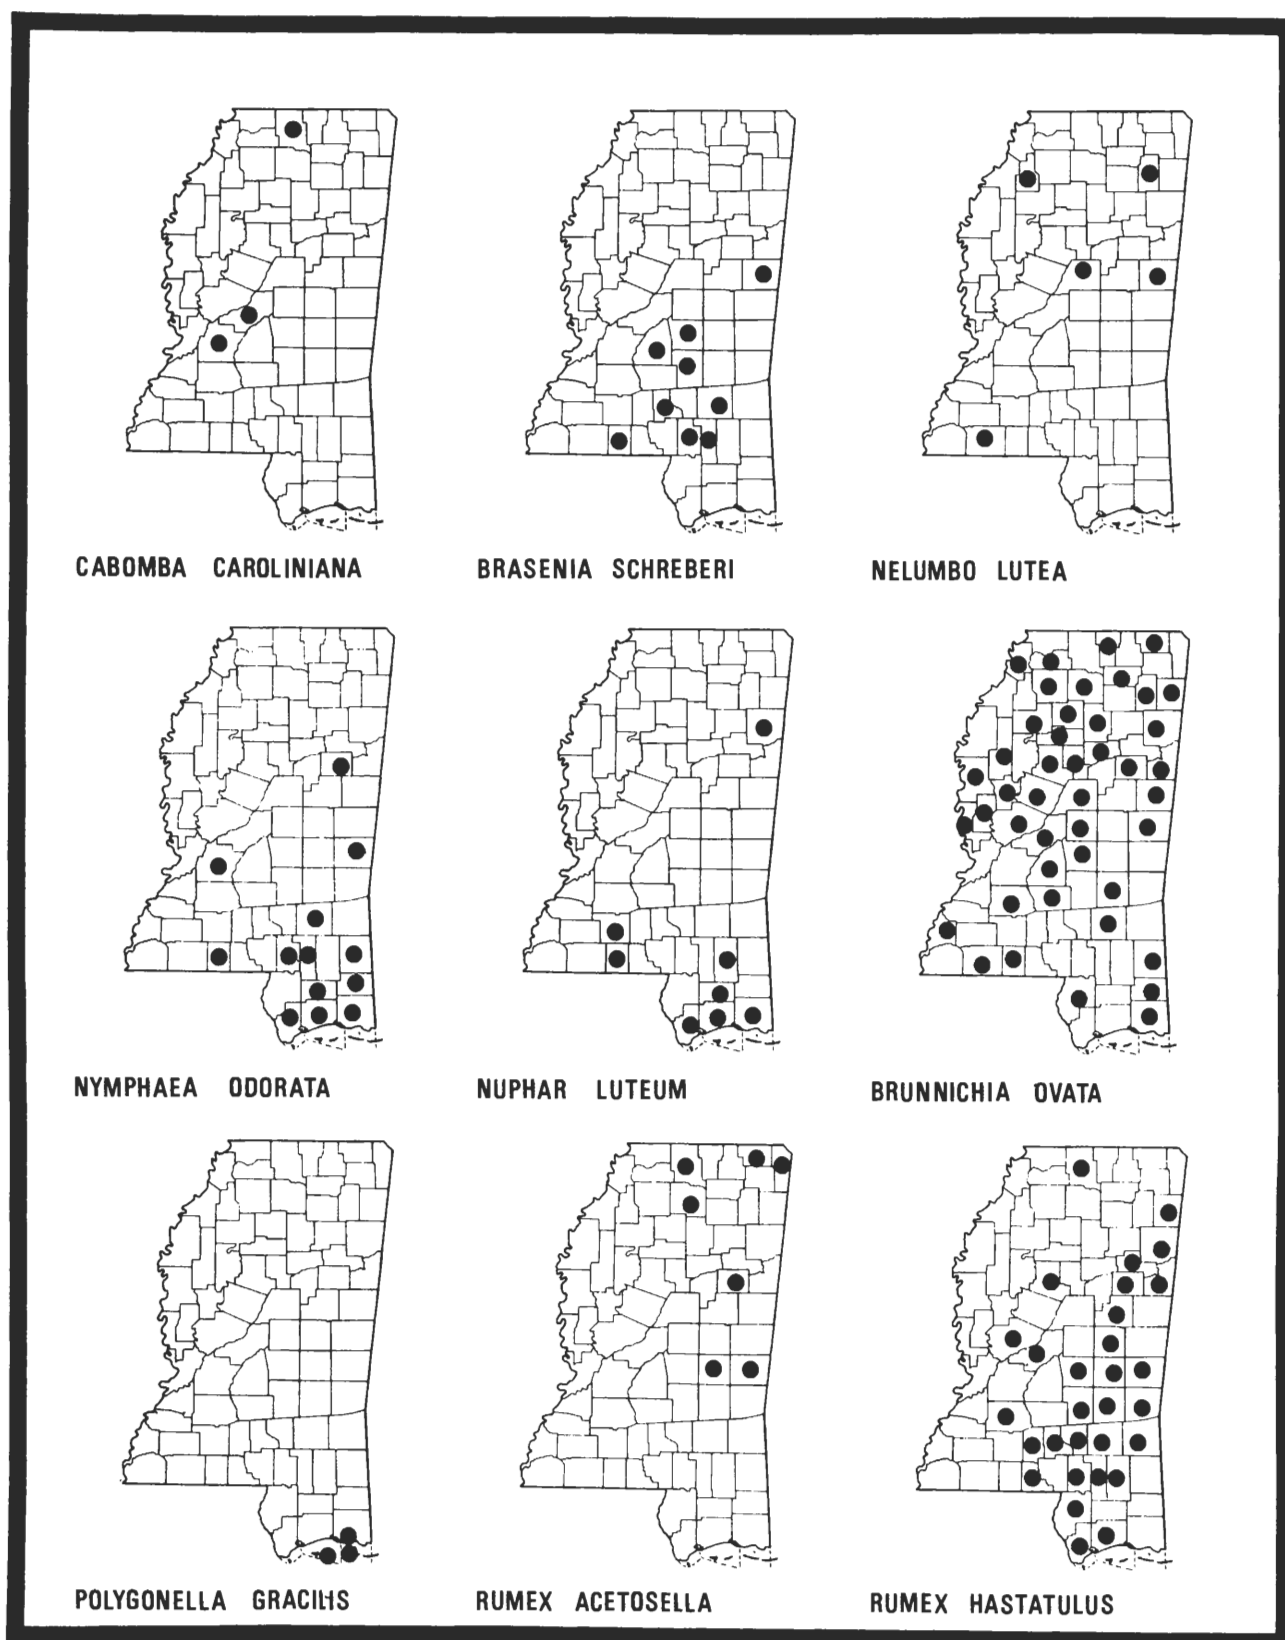 CABOMBA CAROLINIANA
BRASENIA SCHREBERI
NELUMBO LUTEA
NYMPHAEA ODORATA
NUPHAR LUTEUM
BRUNNICHIA OVATA
POLYGONELLA GRACILIS
RUMEX ACETOSELLA
RUMEX HASTATULUS